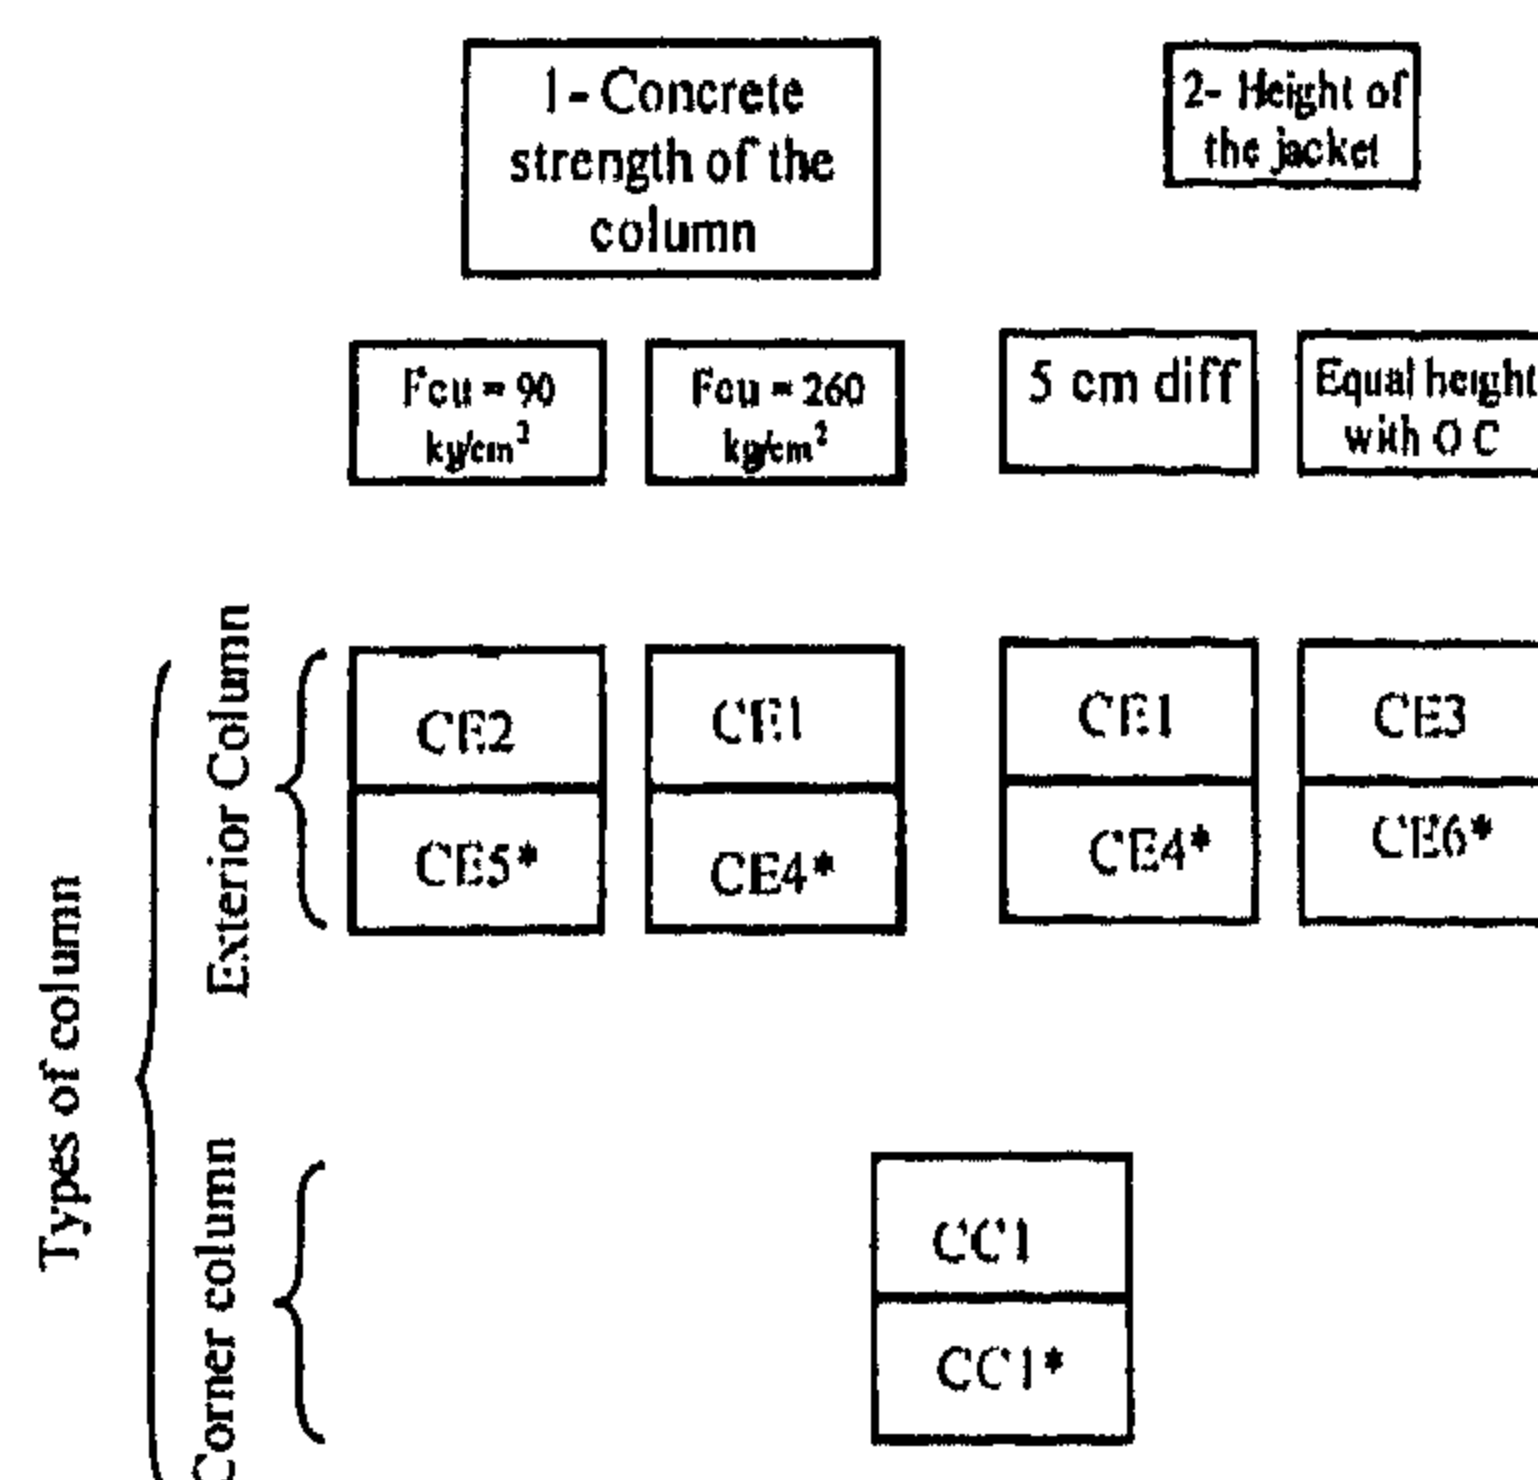 1- Concrete
strength of the
column
2- Height of
the jacket
Fcu = 90
kg/cm²
Fcu = 260
kg/cm²
5 cm diff
Equal height
with O C
Types of column
Exterior Column
CE2
CE1
CE1
CE3
CE5*
CE4*
CE4*
CE6*
Corner column
CC1
CC1*